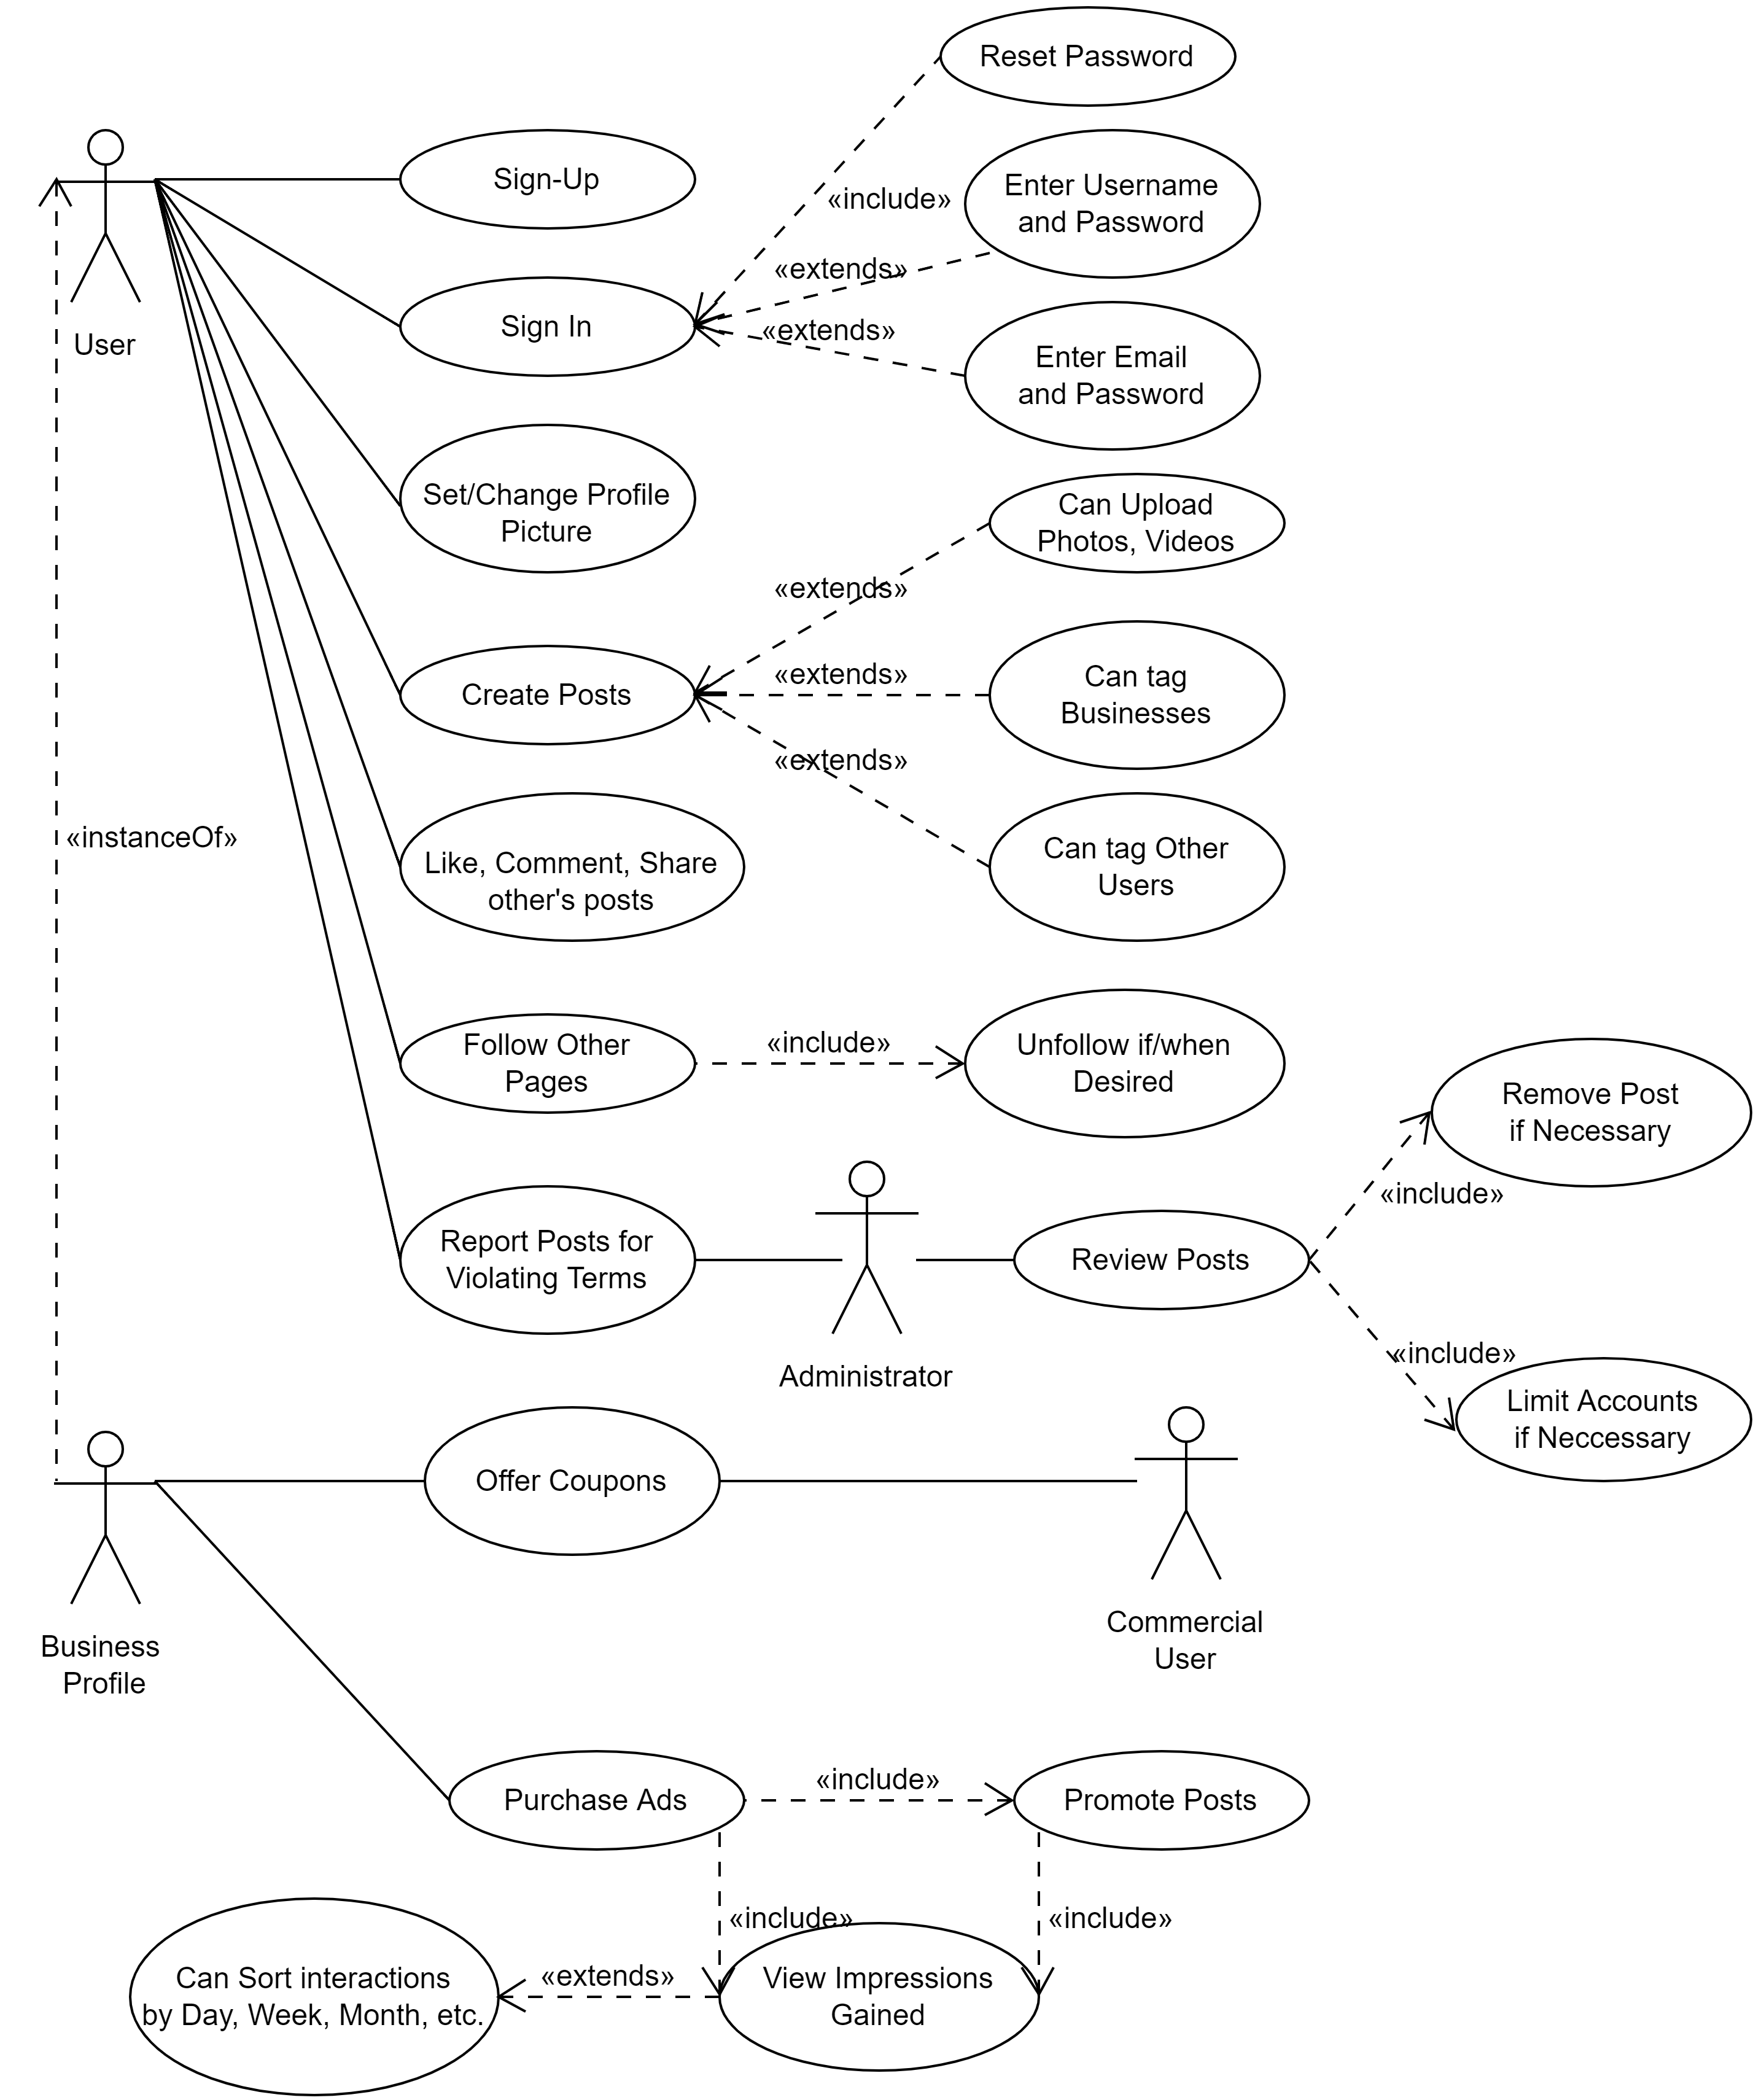 Reset Password
Sign-Up
Enter Username
and Password
«include»
«extends»
Sign In
«extends»
User
Enter Email
and Password
Set/Change Profile
Picture
Can Upload
Photos, Videos
«extends»
Create Posts
«extends»
Can tag
Businesses
«extends»
«instanceOf»
Like, Comment, Share
other's posts
Can tag Other
Users
Follow Other
Pages
«include»
Unfollow if/when
Desired
Remove Post
if Necessary
«include»
Report Posts for
Violating Terms
Review Posts
Administrator
«include»
Limit Accounts
if Neccessary
Offer Coupons
Business
Profile
Commercial
User
Purchase Ads
«include»
Promote Posts
«include»
«include»
Can Sort interactions
by Day, Week, Month, etc.
«extends»
View Impressions
Gained